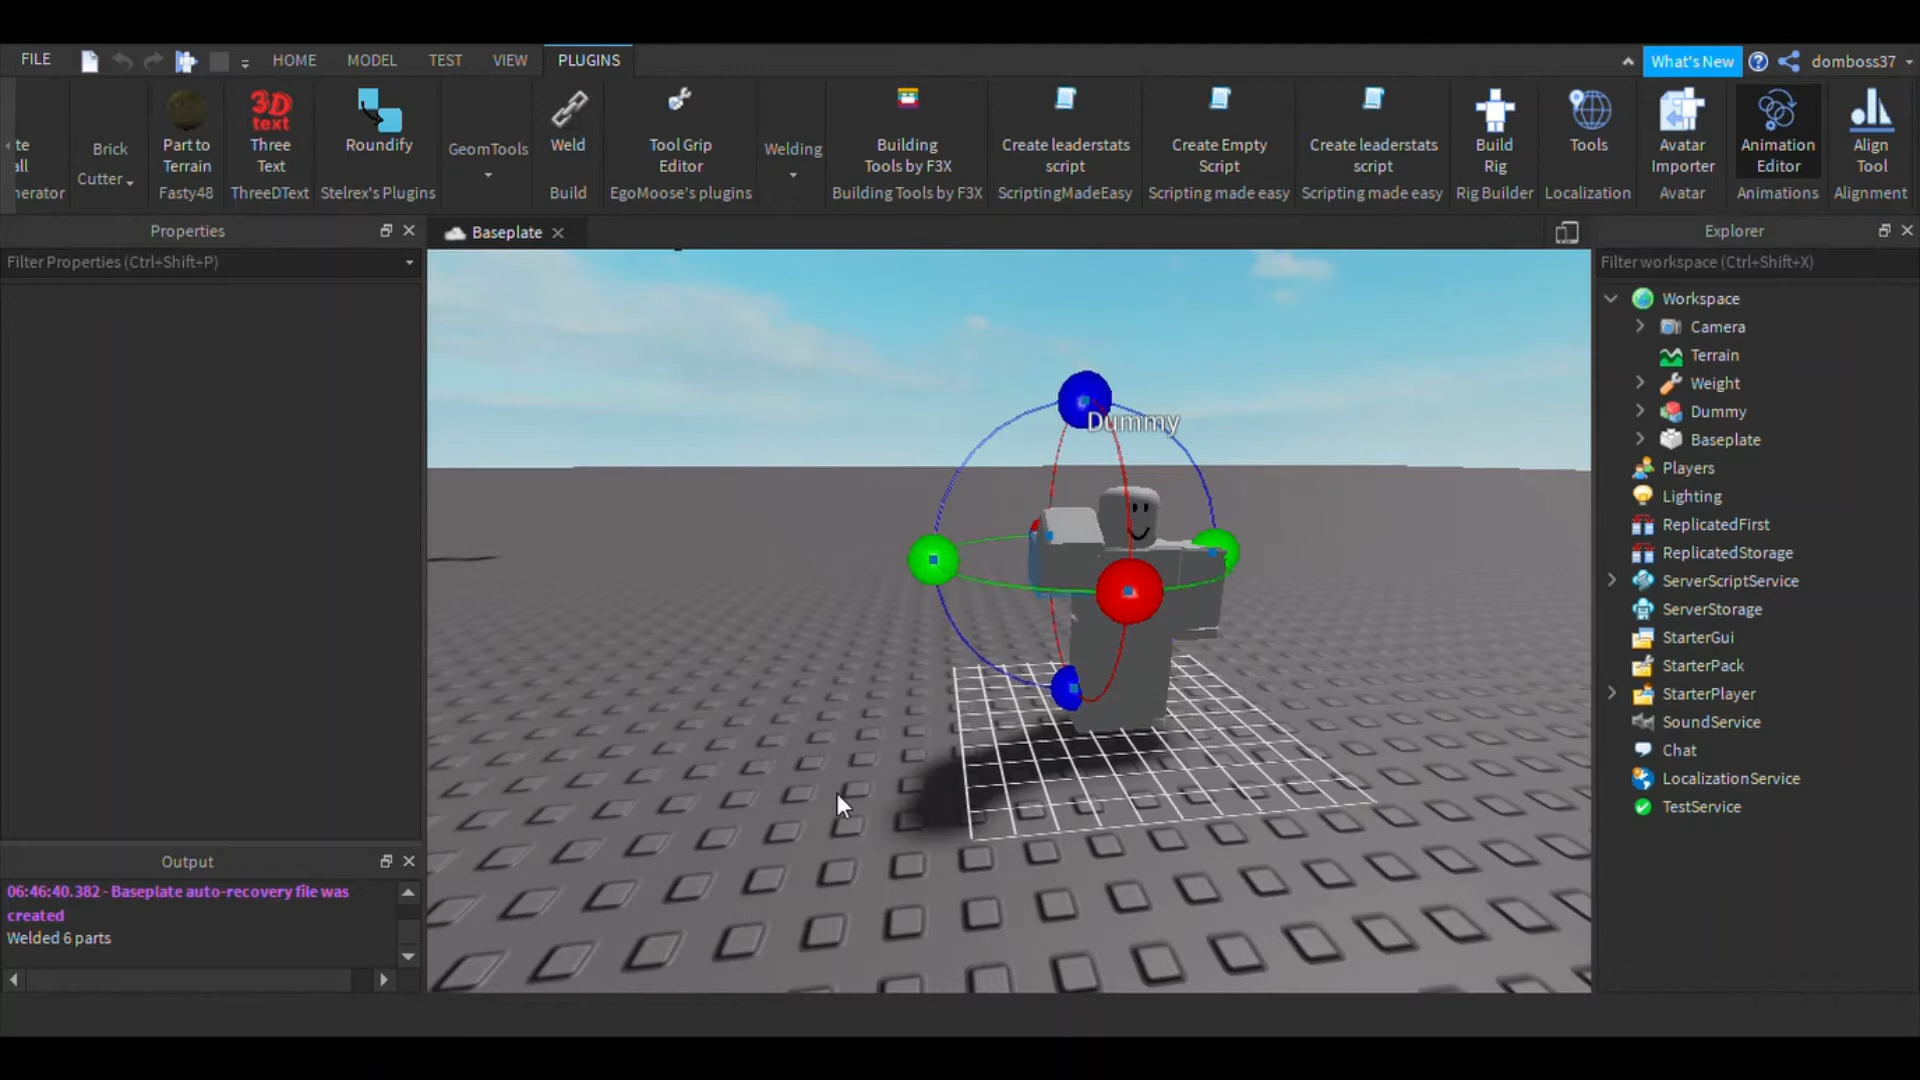 FILE HOME MODEL TEST VIEW PLUGINS What's New domboss37
te
all
nerator
Brick
Cutter
Part to
Terrain
Fasty48
3D
text
Three
Text
ThreeDText
Roundify
Stelrex's Plugins
GeomTools
Weld
Build
Tool Grip
Editor
EgoMoose's plugins
Welding
Building
Tools by F3X
Building Tools by F3X
Create leaderstats
script
ScriptingMadeEasy
Create Empty
Script
Scripting made easy
Create leaderstats
script
Scripting made easy
Build
Rig
Rig Builder
Tools
Localization
Avatar
Importer
Avatar
Animation
Editor
Animations
Align
Tool
Alignment
Properties
Filter Properties (Ctrl+Shift+P)
Baseplate
Dummy
Explorer
Filter workspace (Ctrl+Shift+X)
Workspace
Camera
Terrain
Weight
Dummy
Baseplate
Players
Lighting
ReplicatedFirst
ReplicatedStorage
ServerScriptService
ServerStorage
StarterGui
StarterPack
StarterPlayer
SoundService
Chat
LocalizationService
TestService
Output
06:46:40.382 - Baseplate auto-recovery file was
created
Welded 6 parts